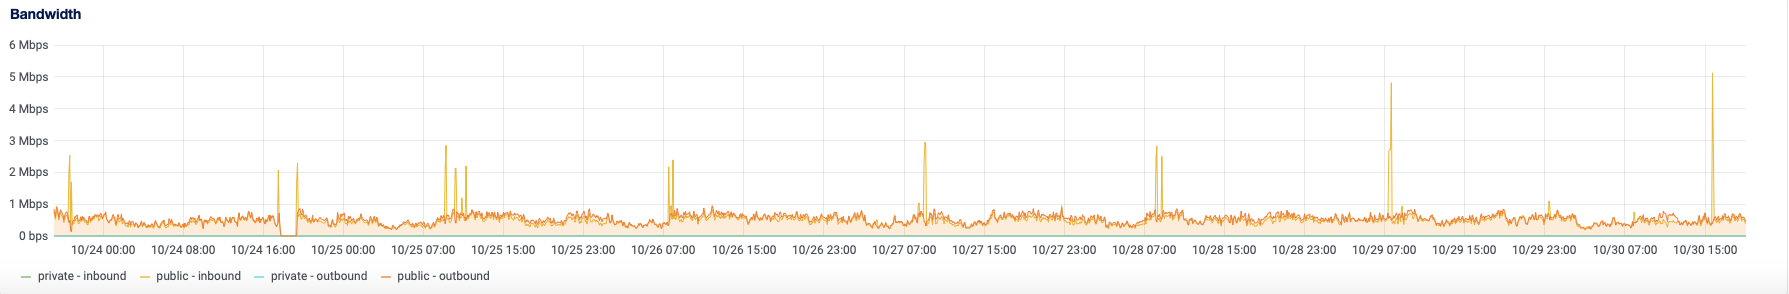 Bandwidth
6 Mbps
5 Mbps
4 Mbps
3 Mbps
2 Mbps
1 Mbps
0 bps
10/24 00:00 10/24 08:00 10/24 16:00 10/25 00:00 10/25 07:00 10/25 15:00 10/25 23:00 10/26 07:00 10/26 15:00 10/26 23:00 10/27 07:00 10/27 15:00 10/27 23:00 10/28 07:00 10/28 15:00 10/28 23:00 10/29 07:00 10/29 15:00 10/29 23:00 10/30 07:00 10/30 15:00
private - inbound public - inbound private - outbound public - outbound